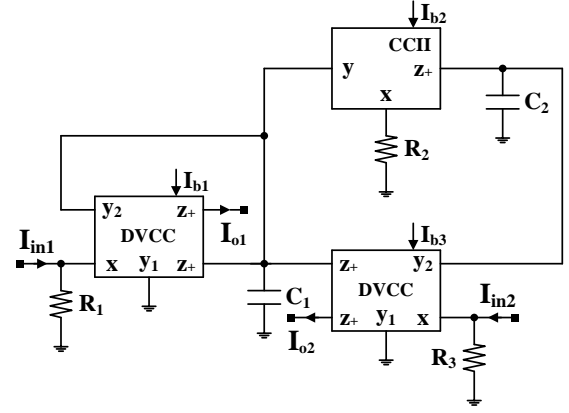 I_b2
CCII
y
z+
x
C_2
R_2
I_b1
y_2
z+
DVCC
I_o1
I_in1
x
y_1
z+
R_1
C_1
I_b3
z+
y_2
DVCC
I_in2
z+
y_1
x
I_o2
R_3